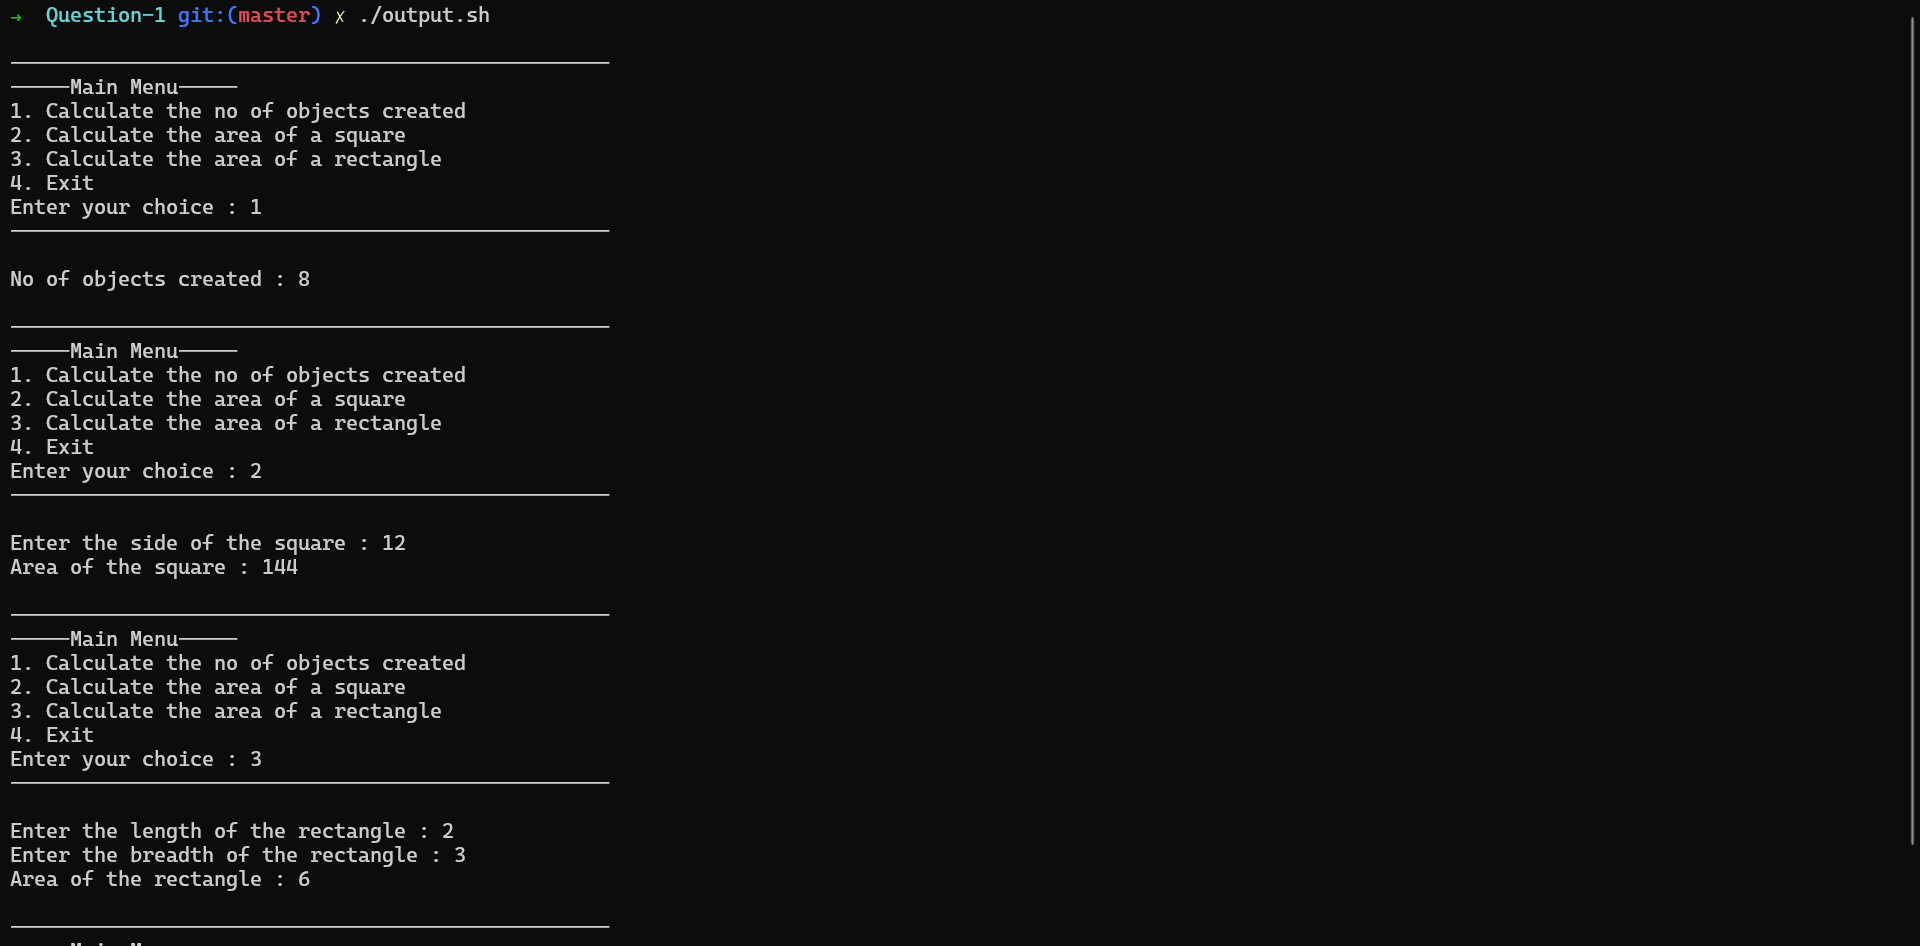 → Question-1 git:(master) ✗ ./output.sh
--------------------------------------------------
-----Main Menu-----
1. Calculate the no of objects created
2. Calculate the area of a square
3. Calculate the area of a rectangle
4. Exit
Enter your choice : 1
--------------------------------------------------
No of objects created : 8
--------------------------------------------------
-----Main Menu-----
1. Calculate the no of objects created
2. Calculate the area of a square
3. Calculate the area of a rectangle
4. Exit
Enter your choice : 2
--------------------------------------------------
Enter the side of the square : 12
Area of the square : 144
--------------------------------------------------
-----Main Menu-----
1. Calculate the no of objects created
2. Calculate the area of a square
3. Calculate the area of a rectangle
4. Exit
Enter your choice : 3
--------------------------------------------------
Enter the length of the rectangle : 2
Enter the breadth of the rectangle : 3
Area of the rectangle : 6
--------------------------------------------------